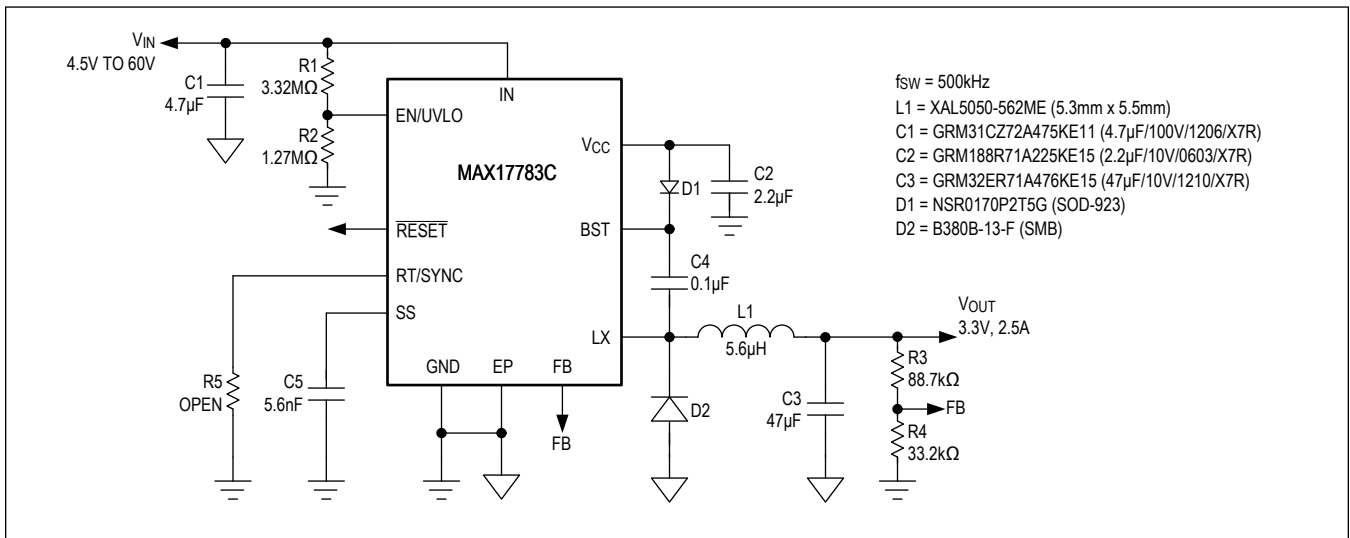 VIN
4.5V TO 60V
C1
4.7µF
R1
3.32MΩ
R2
1.27MΩ
IN
EN/UVLO
MAX17783C
VCC
D1
C2
2.2µF
RESET
BST
RT/SYNC
C4
0.1µF
SS
LX
L1
5.6µH
VOUT
3.3V, 2.5A
GND
EP
FB
FB
R5
OPEN
C5
5.6nF
D2
C3
47µF
R3
88.7kΩ
FB
R4
33.2kΩ
fSW = 500kHz
L1 = XAL5050-562ME (5.3mm x 5.5mm)
C1 = GRM31CZ72A475KE11 (4.7µF/100V/1206/X7R)
C2 = GRM188R71A225KE15 (2.2µF/10V/0603/X7R)
C3 = GRM32ER71A476KE15 (47µF/10V/1210/X7R)
D1 = NSR0170P2T5G (SOD-923)
D2 = B380B-13-F (SMB)